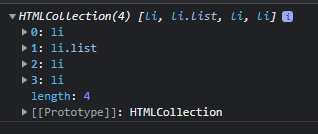 ▼ HTMLCollection(4) [li, li.list, li, li] i
▶ 0: li
▶ 1: li.list
▶ 2: li
▶ 3: li
length: 4
▶ [[Prototype]]: HTMLCollection